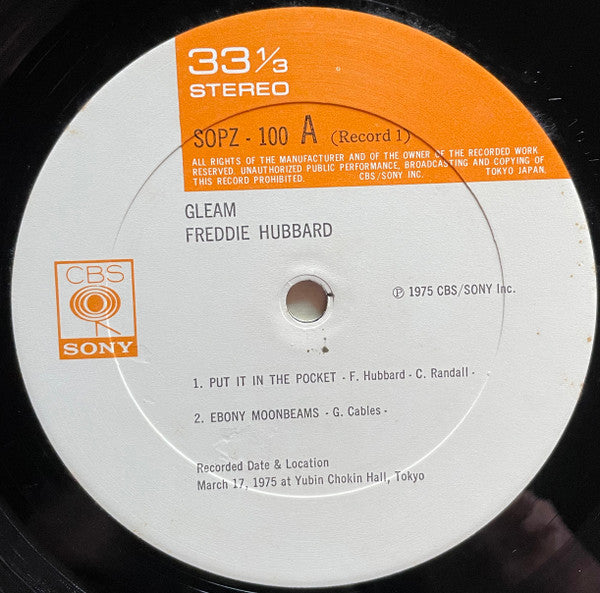 33 1/3
STEREO
SOPZ - 100 A (Record 1)
ALL RIGHTS OF THE MANUFACTURER AND OF THE OWNER OF THE RECORDED WORK
RESERVED. UNAUTHORIZED PUBLIC PERFORMANCE, BROADCASTING AND COPYING OF
THIS RECORD PROHIBITED. CBS/SONY INC. TOKYO JAPAN.
GLEAM
FREDDIE HUBBARD
CBS
SONY
℗ 1975 CBS/SONY Inc.
1. PUT IT IN THE POCKET - F. Hubbard - C. Randall -
2. EBONY MOONBEAMS - G. Cables -
Recorded Date & Location
March 17, 1975 at Yubin Chokin Hall, Tokyo